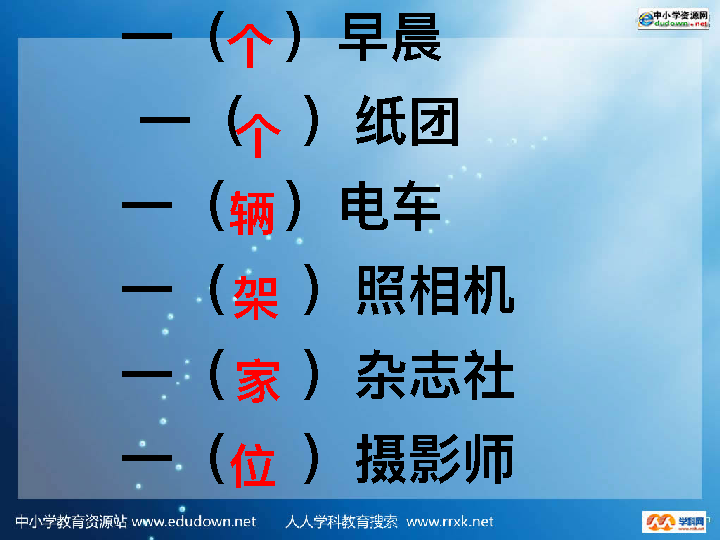 中小学资源网
edudown.net
一（个）早晨
一（个）纸团
一（辆）电车
一（架）照相机
一（家）杂志社
一（位）摄影师
中小学教育资源站 www.edudown.net 人人学科教育搜索 www.rrxk.net
学科网